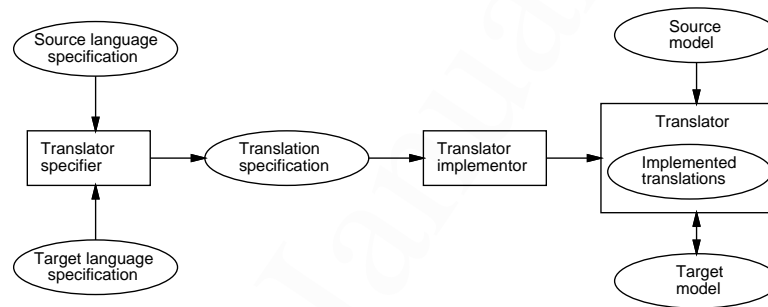 Source language
specification
Source
model
Translator
specifier
Translation
specification
Translator
implementor
Translator
Implemented
translations
Target language
specification
Target
model